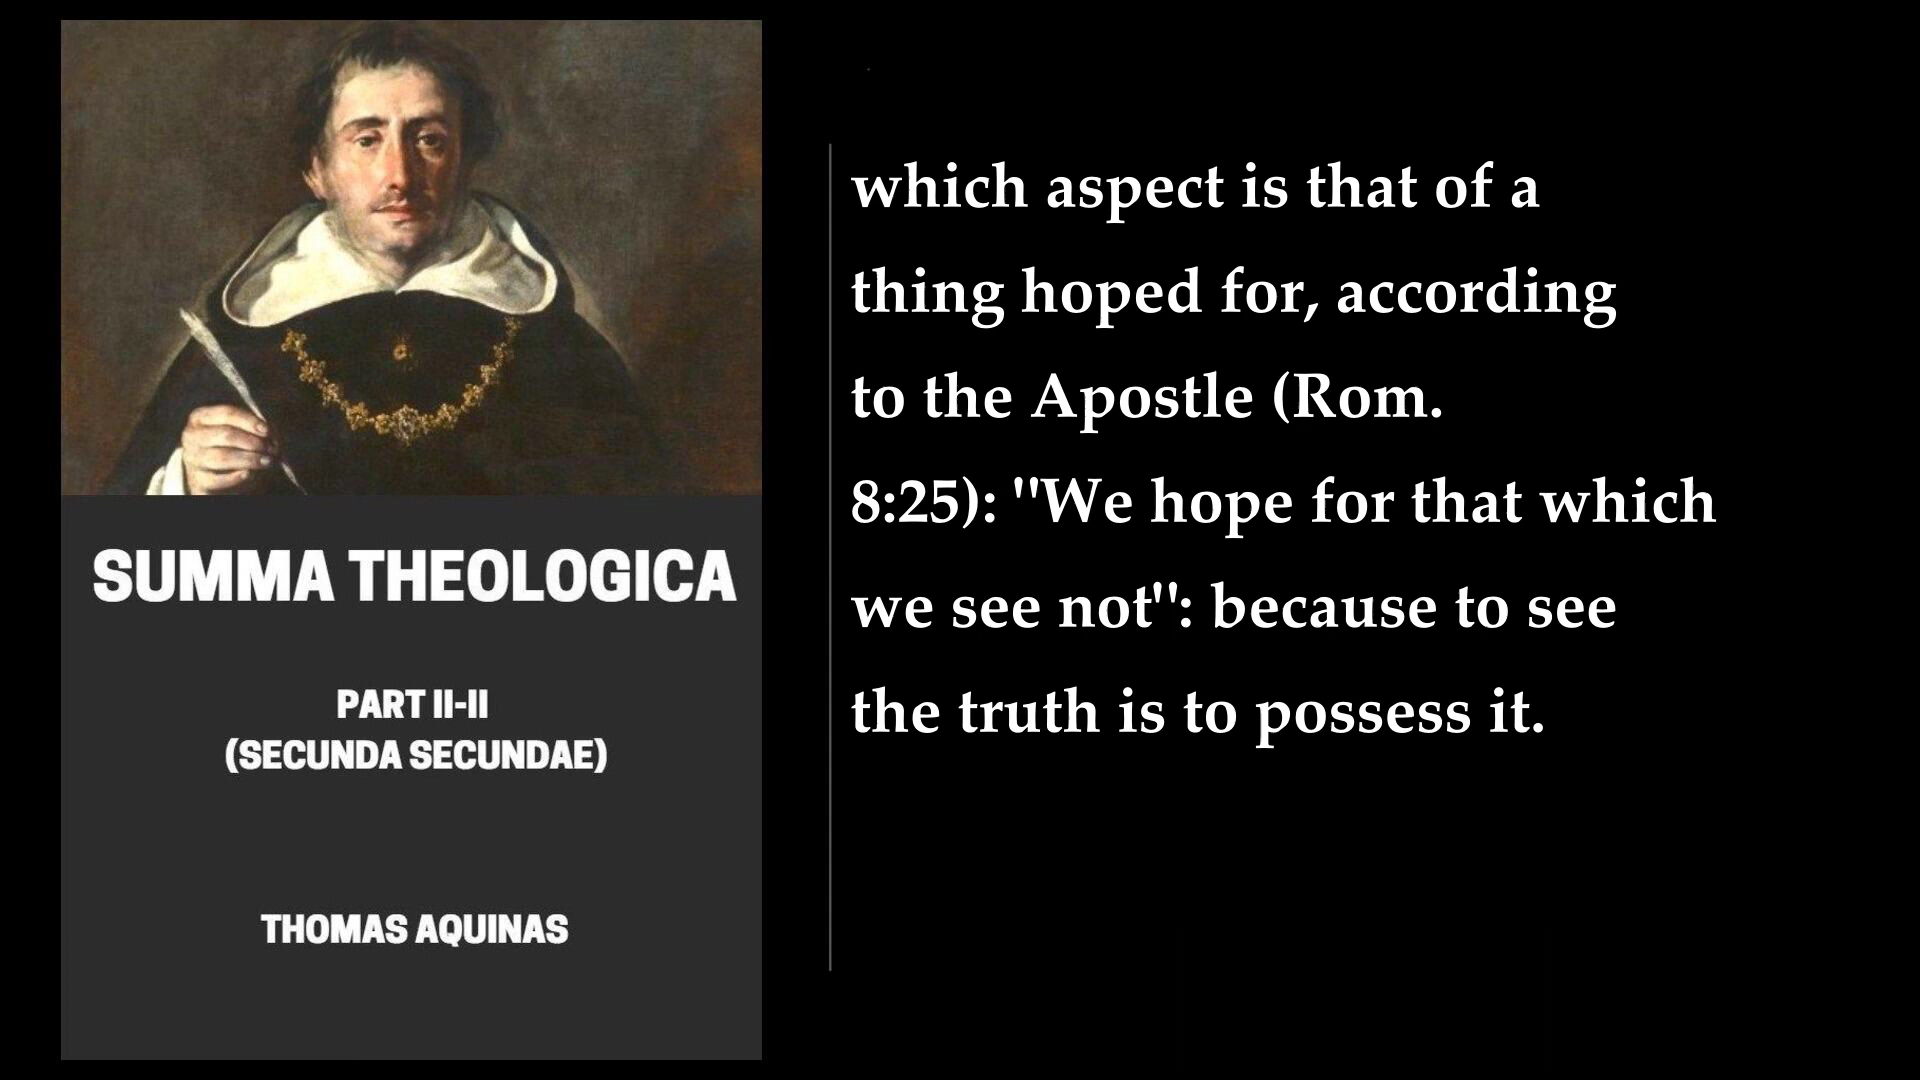 SUMMA THEOLOGICA
PART II-II
(SECUNDA SECUNDAE)
THOMAS AQUINAS
which aspect is that of a
thing hoped for, according
to the Apostle (Rom.
8:25): "We hope for that which
we see not": because to see
the truth is to possess it.